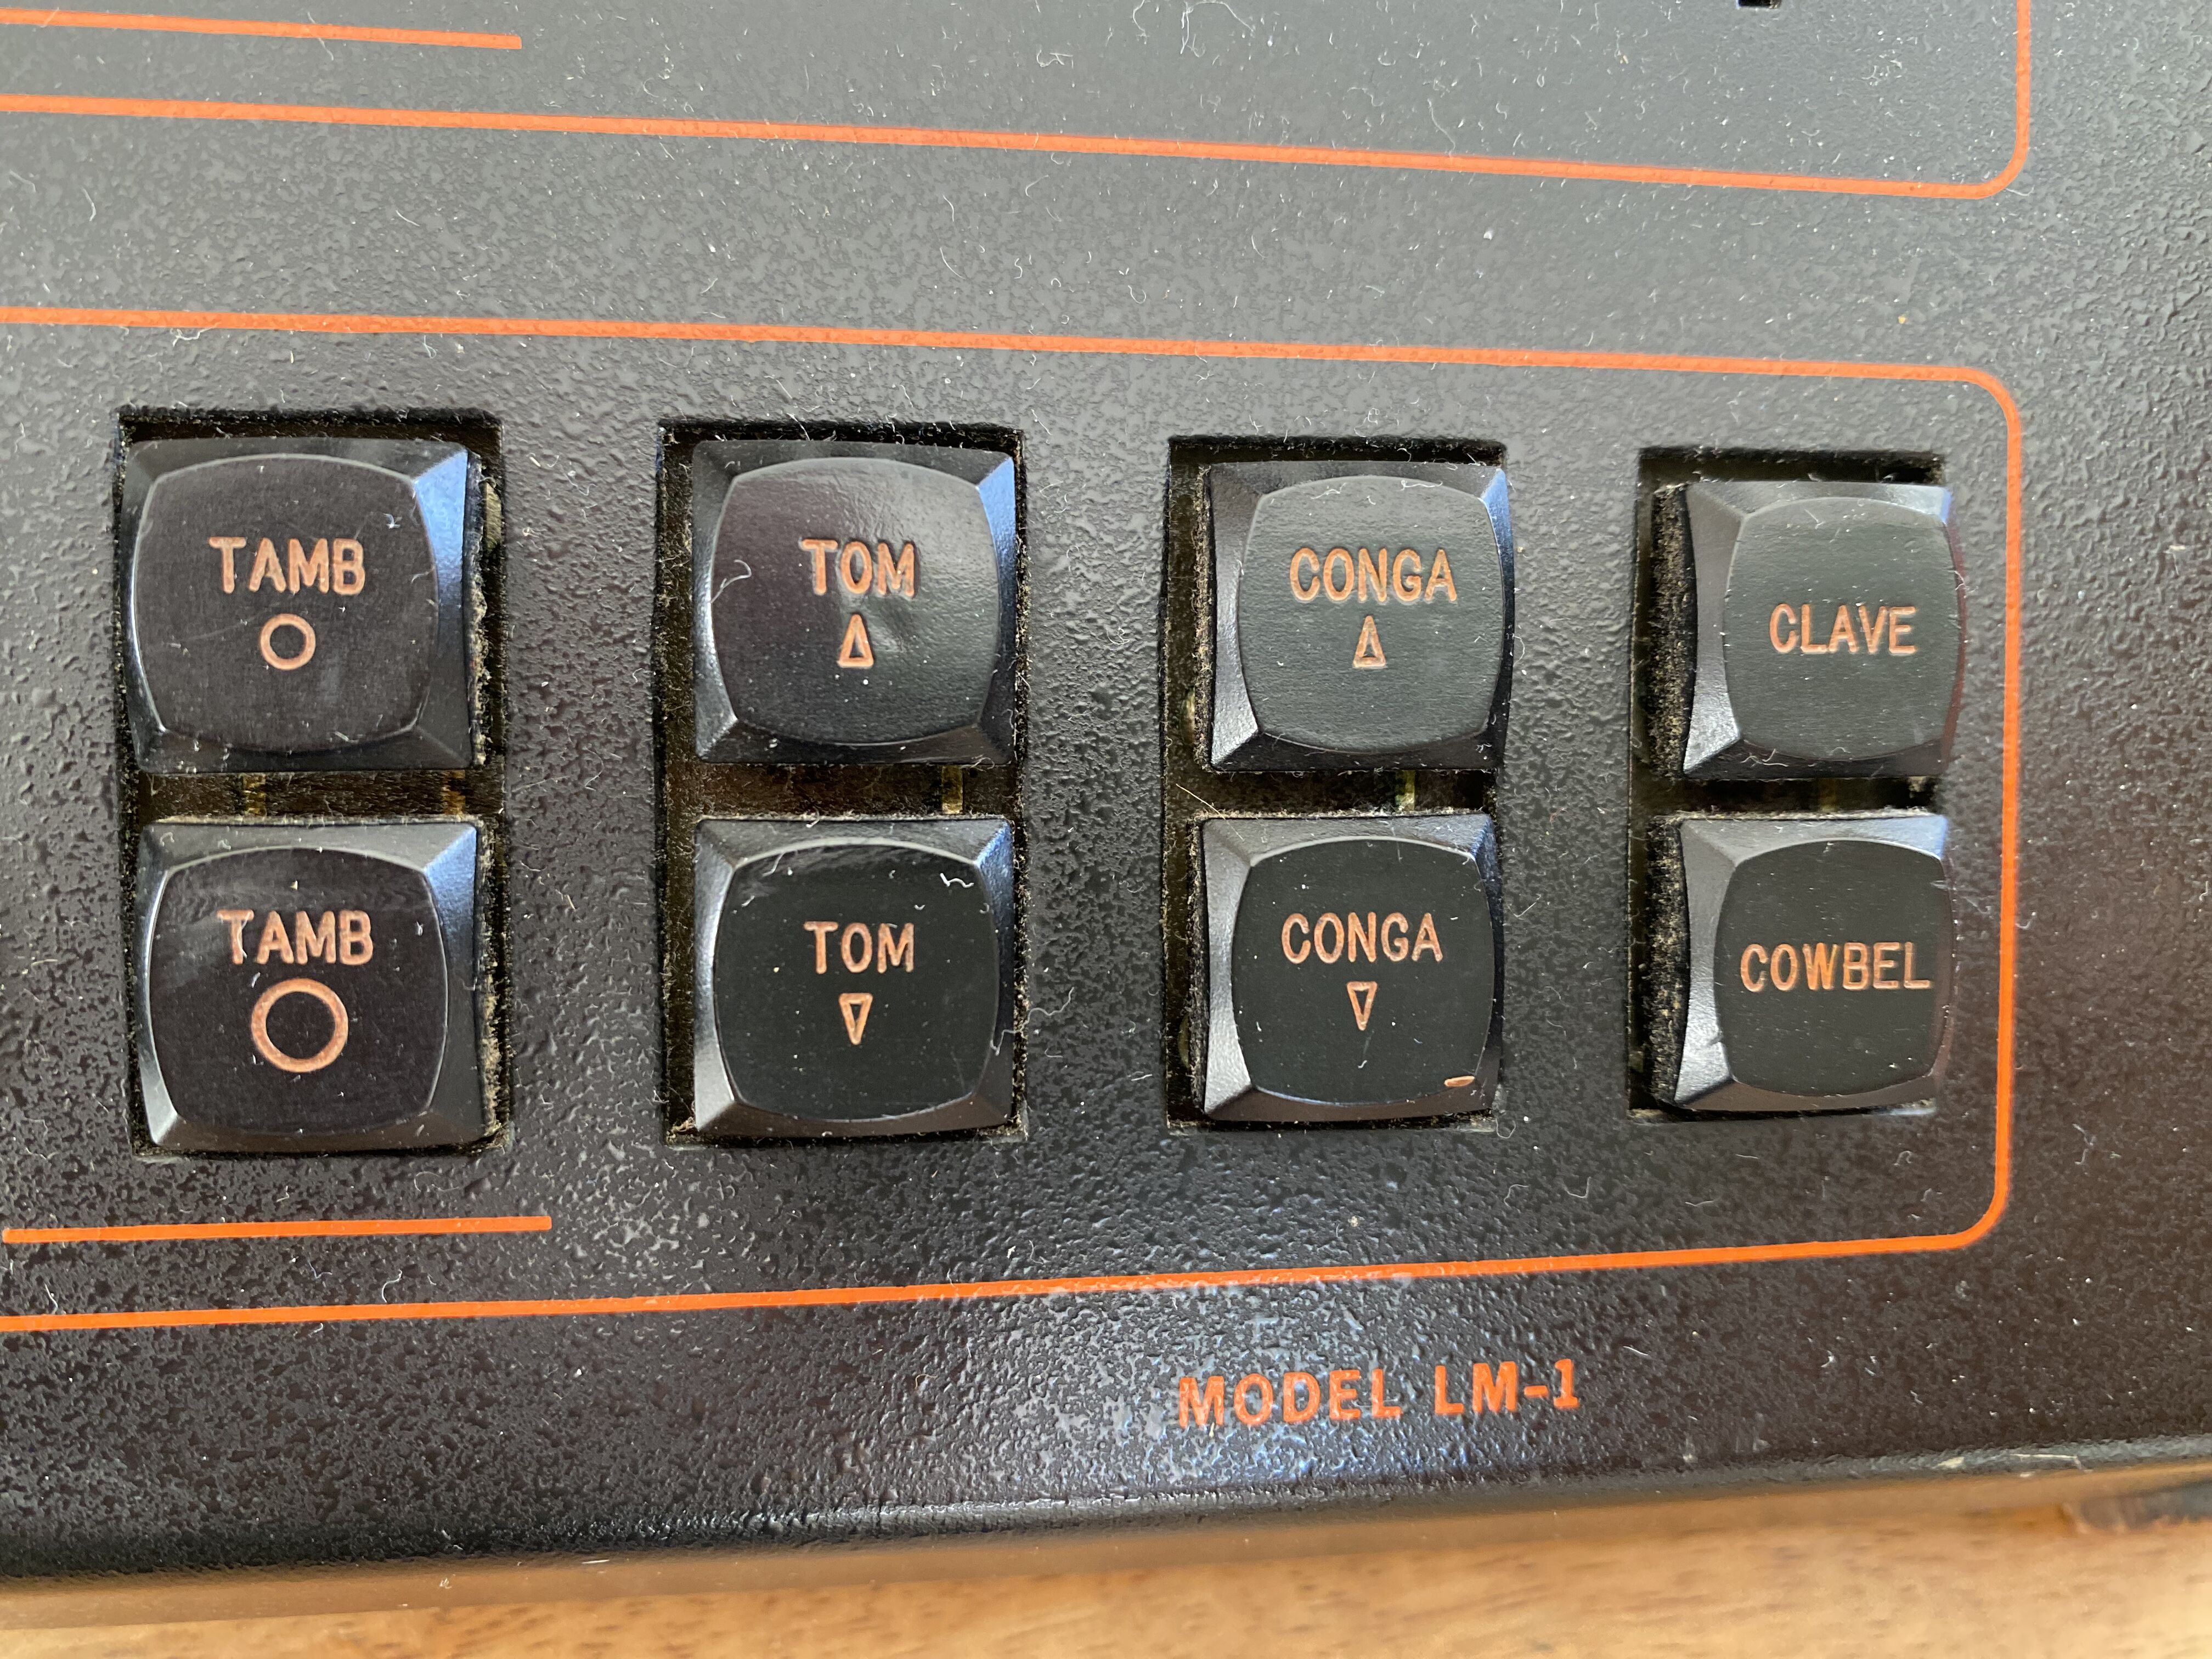 TAMB
TOM
CONGA
CLAVE
TAMB
TOM
CONGA
COWBEL
MODEL LM-1